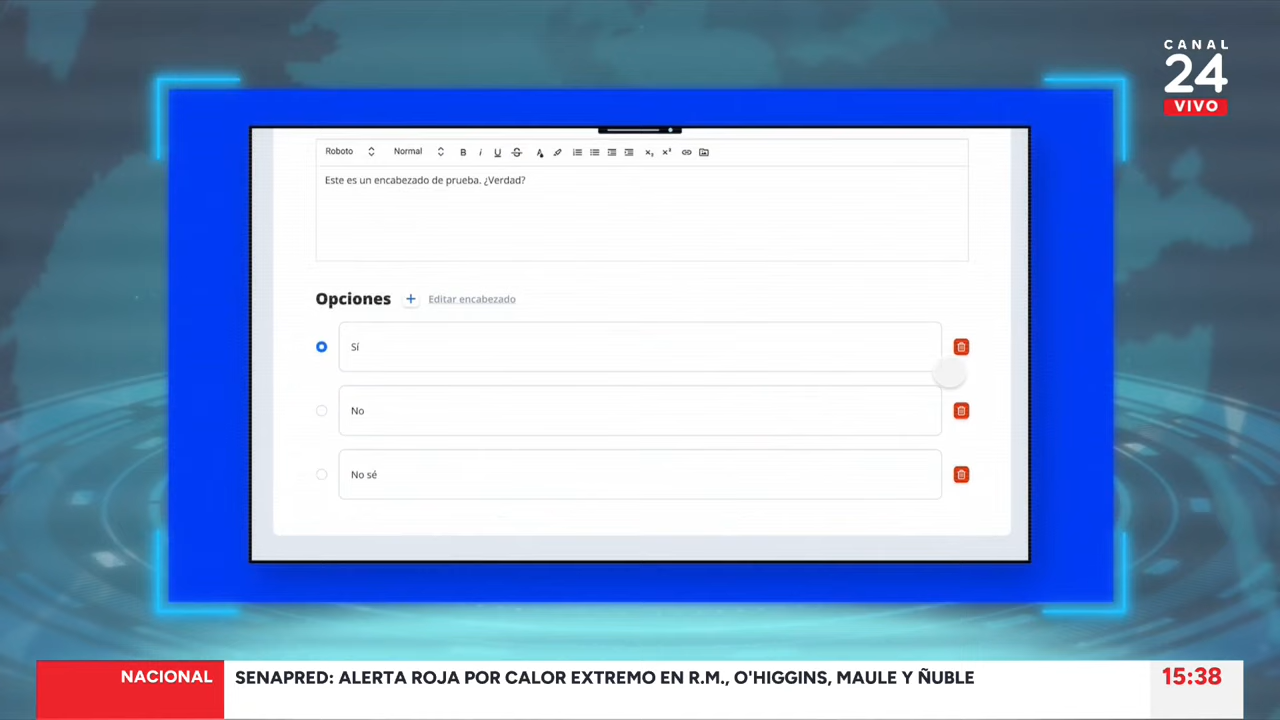 CANAL
24
VIVO
Roboto Normal B i U S
Este es un encabezado de prueba. ¿Verdad?
Opciones + Editar encabezado
Sí
No
No sé
NACIONAL SENAPRED: ALERTA ROJA POR CALOR EXTREMO EN R.M., O'HIGGINS, MAULE Y ÑUBLE 15:38